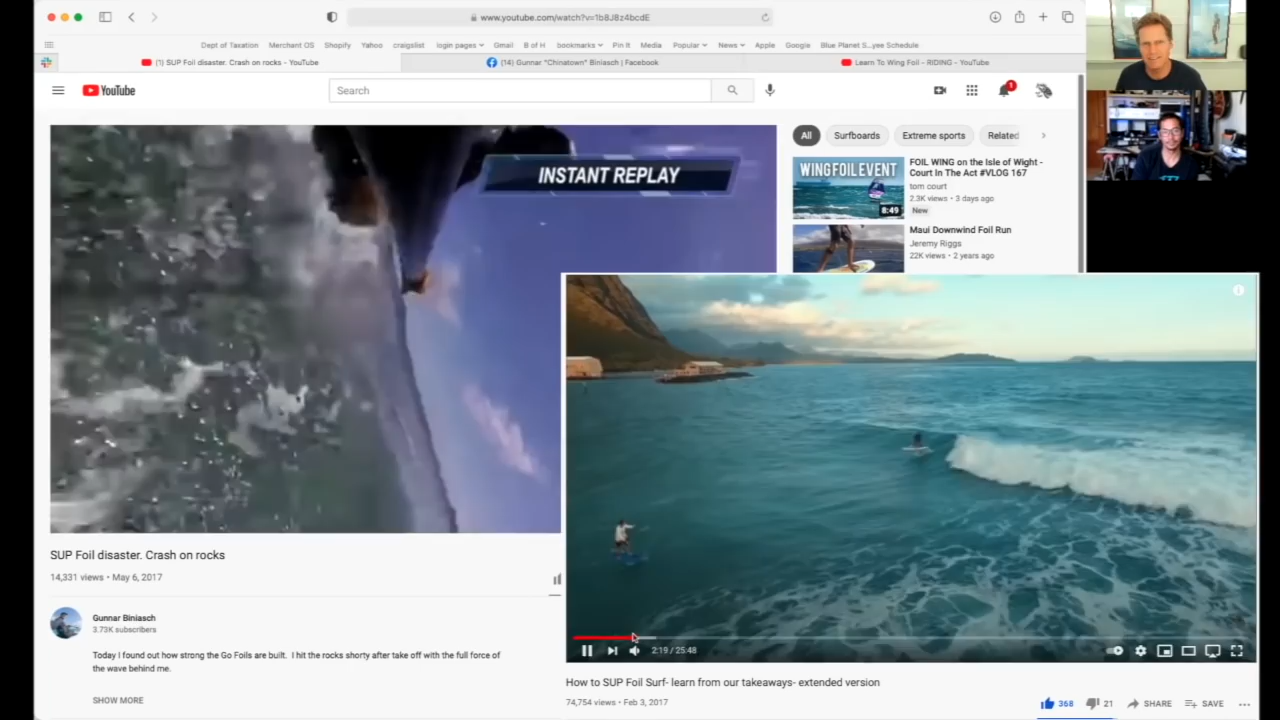 www.youtube.com/watch?v=1b8J8z4bcdE
Dept of Taxation Merchant OS Shopify Yahoo craigslist login pages Gmail B of H bookmarks Pin It Media Popular News Apple Google Blue Planet S...yee Schedule
(1) SUP Foil disaster. Crash on rocks - YouTube
(14) Gunnar "Chinatown" Biniasch | Facebook
Learn To Wing Foil - RIDING - YouTube
YouTube
Search
1
INSTANT REPLAY
All Surfboards Extreme sports Related
WING FOIL EVENT
8:49
FOIL WING on the Isle of Wight -
Court In The Act #VLOG 167
tom court
2.3K views • 3 days ago
New
Maui Downwind Foil Run
Jeremy Riggs
22K views • 2 years ago
SUP Foil disaster. Crash on rocks
14,331 views • May 6, 2017
Gunnar Biniasch
3.73K subscribers
Today I found out how strong the Go Foils are built. I hit the rocks shorty after take off with the full force of
the wave behind me.
SHOW MORE
2:19 / 25:48
How to SUP Foil Surf- learn from our takeaways- extended version
74,754 views • Feb 3, 2017
368 21 SHARE SAVE